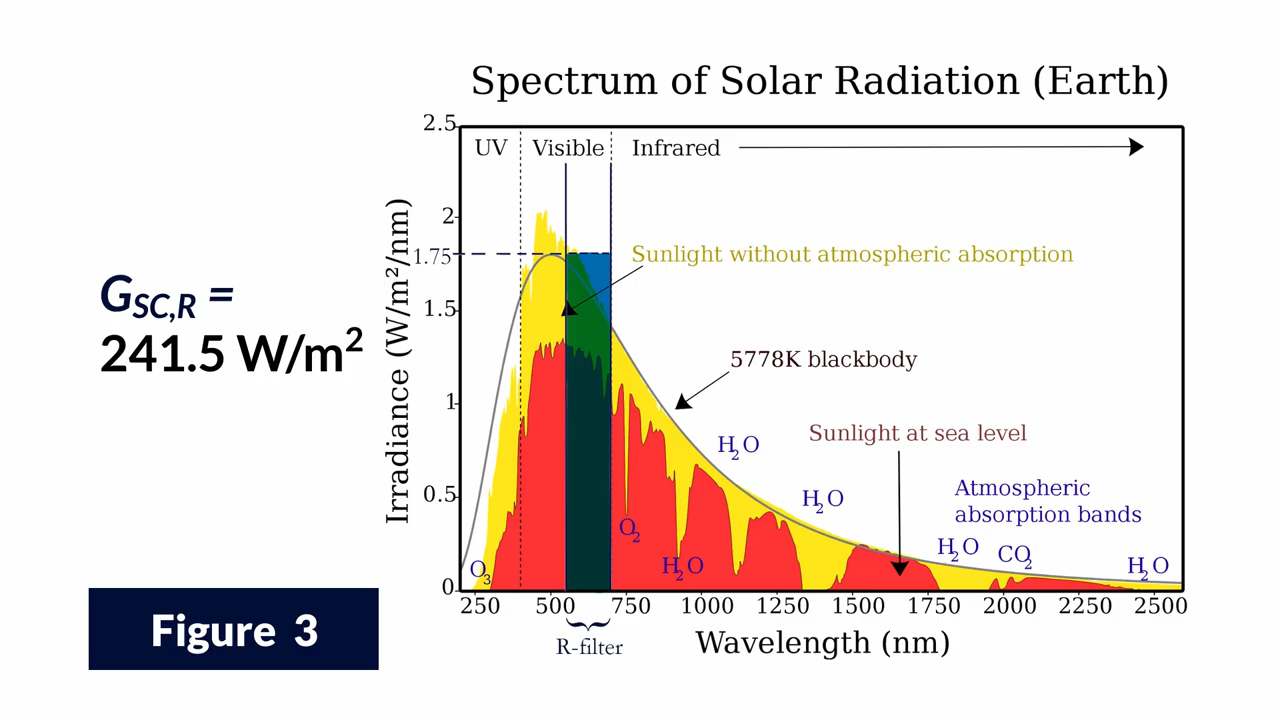 Spectrum of Solar Radiation (Earth)
G_SC,R =
241.5 W/m²
Figure 3
Irradiance (W/m²/nm)
2.5
2
1.75
1.5
1
0.5
0
UV
Visible
Infrared
Sunlight without atmospheric absorption
5778K blackbody
Sunlight at sea level
H₂O
H₂O
Atmospheric
absorption bands
O₃
O₂
H₂O
H₂O
CO₂
H₂O
250 500 750 1000 1250 1500 1750 2000 2250 2500
R-filter
Wavelength (nm)